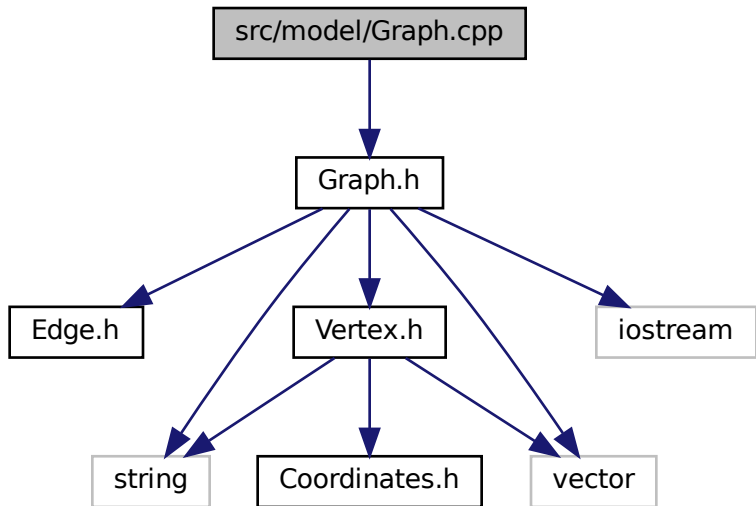 src/model/Graph.cpp
Graph.h
Edge.h
Vertex.h
iostream
string
Coordinates.h
vector